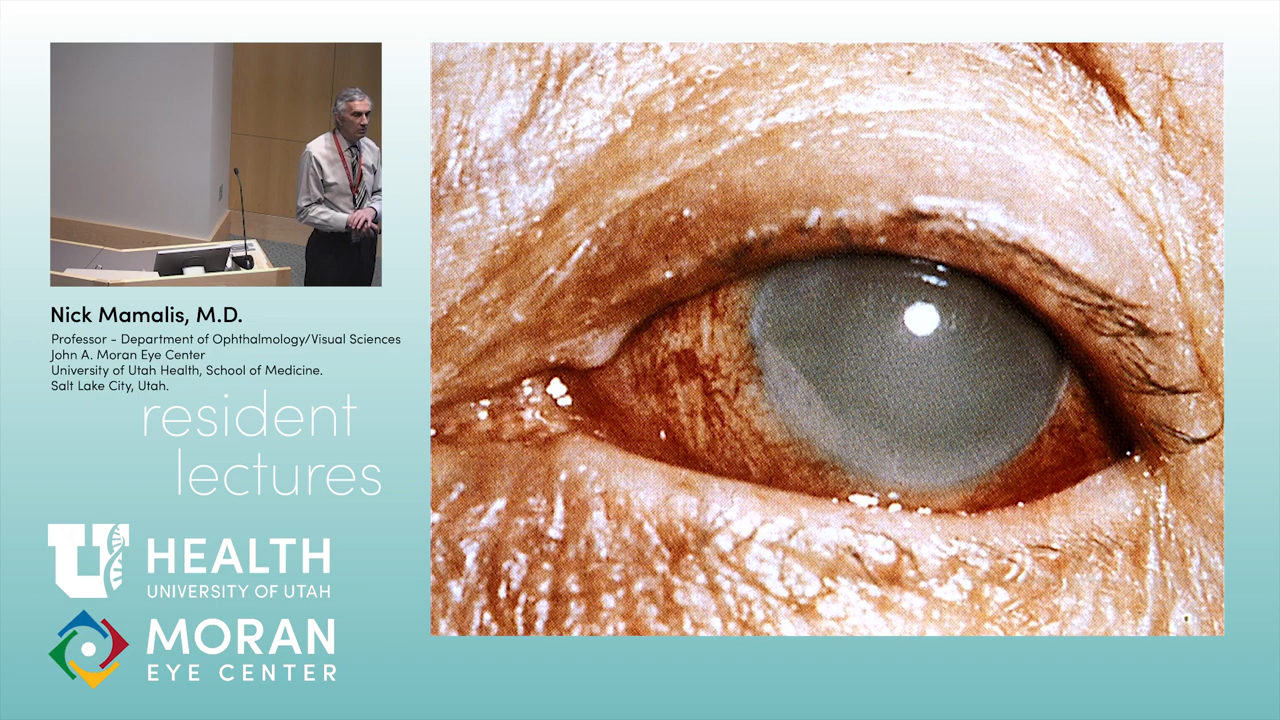 Nick Mamalis, M.D.
Professor - Department of Ophthalmology/Visual Sciences
John A. Moran Eye Center
University of Utah Health, School of Medicine.
Salt Lake City, Utah.
resident
lectures
U HEALTH
UNIVERSITY OF UTAH
MORAN
EYE CENTER